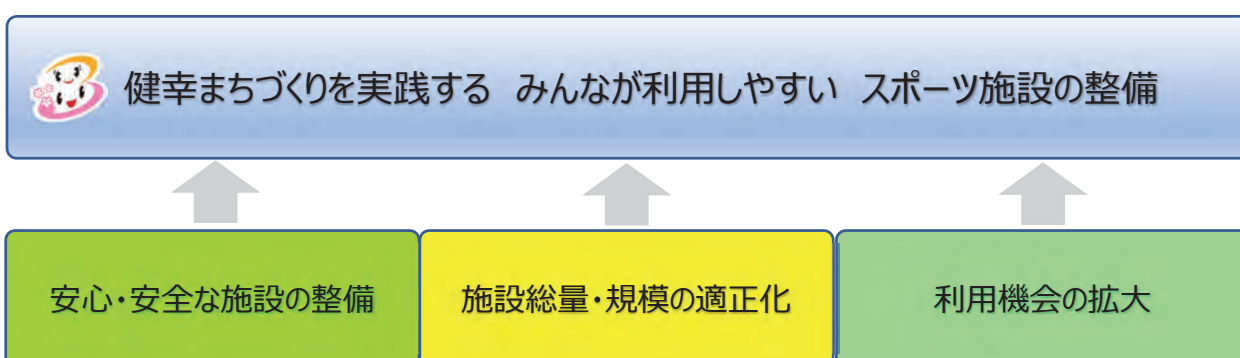 健幸まちづくりを実践する みんなが利用しやすい スポーツ施設の整備
安心・安全な施設の整備
施設総量・規模の適正化
利用機会の拡大